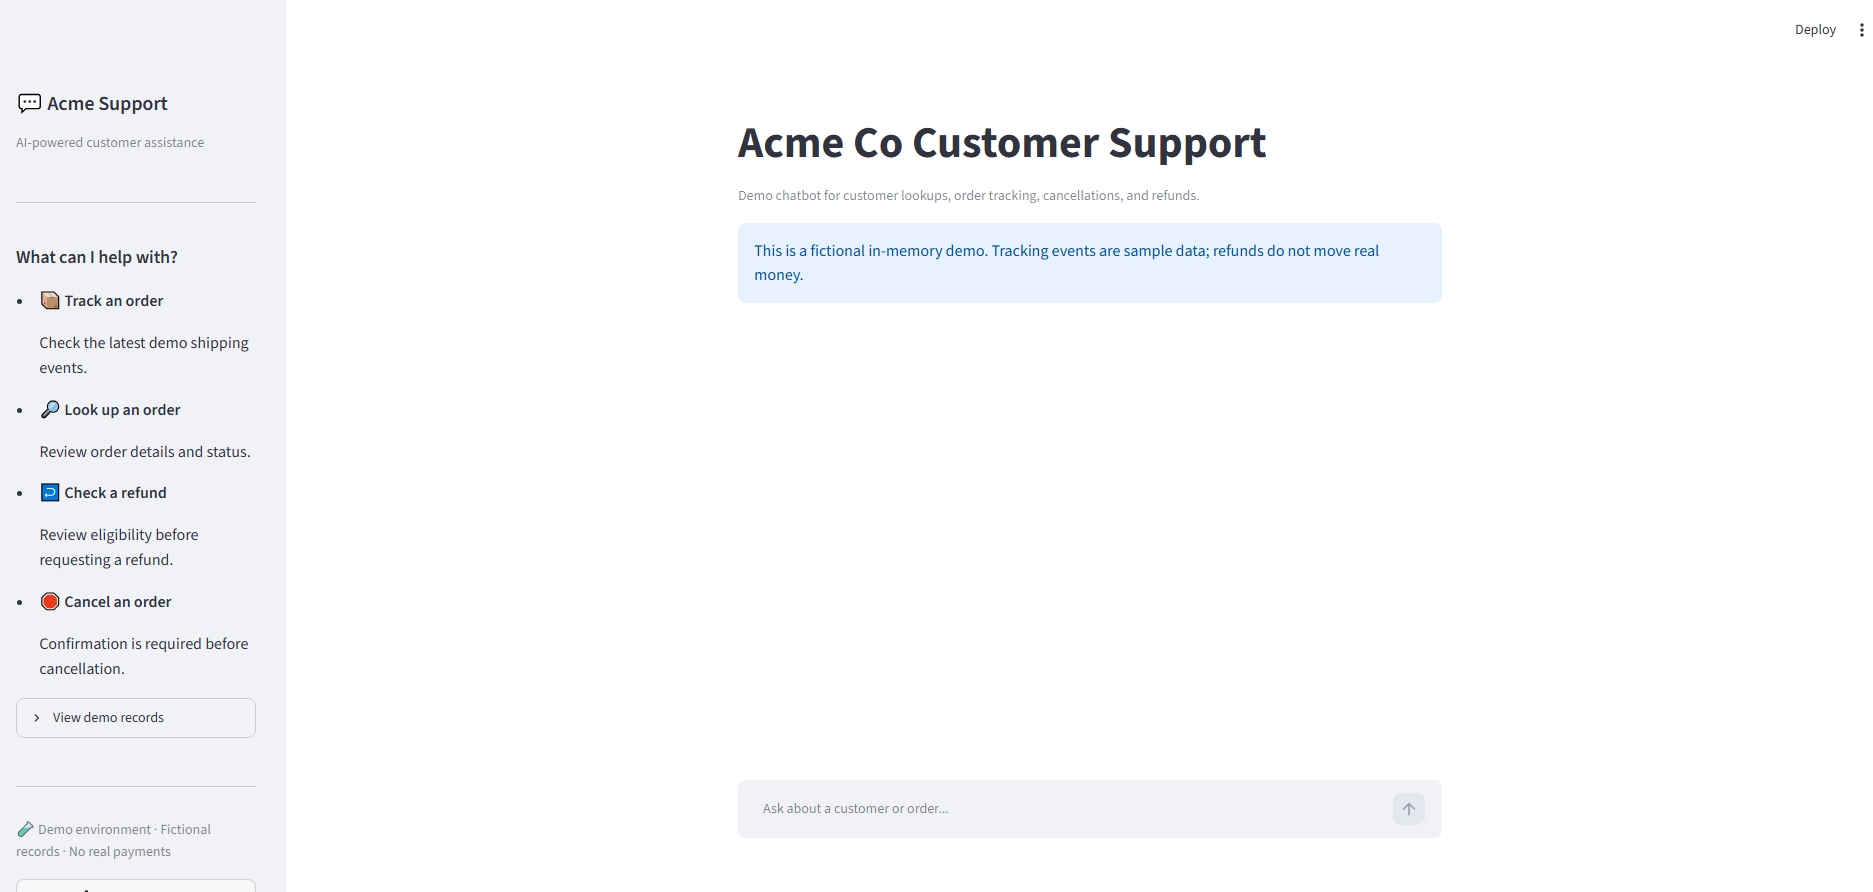 Deploy
Acme Support
AI-powered customer assistance
What can I help with?
Track an order
Check the latest demo shipping
events.
Look up an order
Review order details and status.
Check a refund
Review eligibility before
requesting a refund.
Cancel an order
Confirmation is required before
cancellation.
View demo records
Demo environment · Fictional
records · No real payments
Acme Co Customer Support
Demo chatbot for customer lookups, order tracking, cancellations, and refunds.
This is a fictional in-memory demo. Tracking events are sample data; refunds do not move real
money.
Ask about a customer or order...